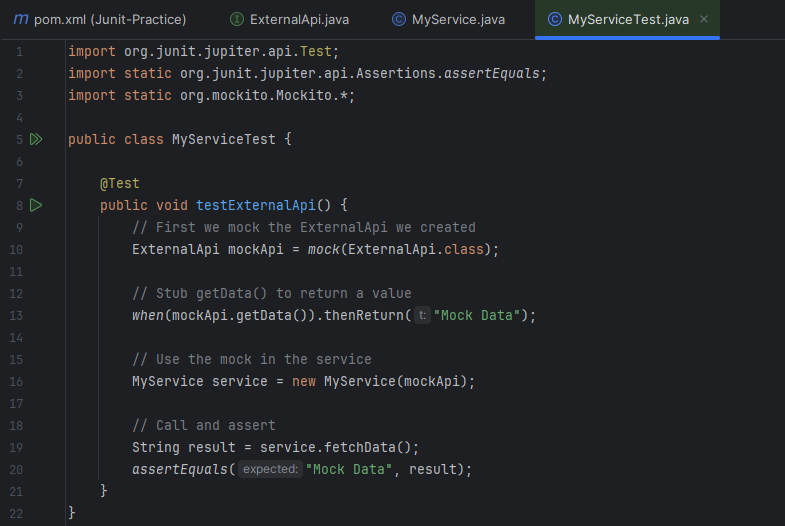 m pom.xml (Junit-Practice) I ExternalApi.java C MyService.java C MyServiceTest.java ×
1 import org.junit.jupiter.api.Test;
2 import static org.junit.jupiter.api.Assertions.assertEquals;
3 import static org.mockito.Mockito.*;
4
5 public class MyServiceTest {
6
7 @Test
8 public void testExternalApi() {
9 // First we mock the ExternalApi we created
10 ExternalApi mockApi = mock(ExternalApi.class);
11
12 // Stub getData() to return a value
13 when(mockApi.getData()).thenReturn( t: "Mock Data");
14
15 // Use the mock in the service
16 MyService service = new MyService(mockApi);
17
18 // Call and assert
19 String result = service.fetchData();
20 assertEquals( expected: "Mock Data", result);
21 }
22 }